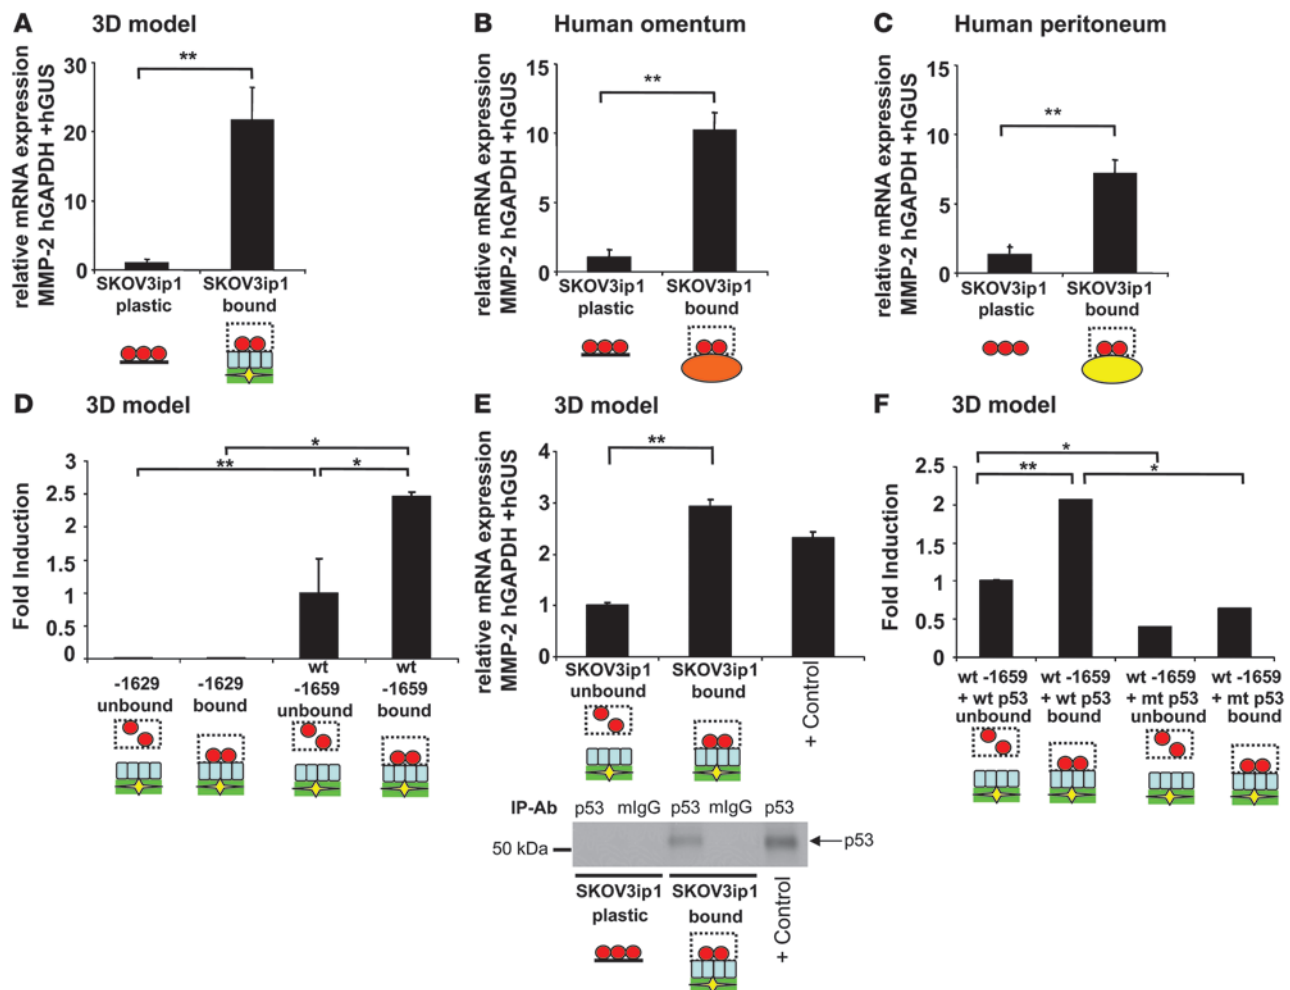 A 3D model
relative mRNA expression
MMP-2 hGAPDH +hGUS
30
20
10
0
**
SKOV3ip1
plastic
SKOV3ip1
bound
B Human omentum
relative mRNA expression
MMP-2 hGAPDH +hGUS
15
10
5
0
**
SKOV3ip1
plastic
SKOV3ip1
bound
C Human peritoneum
relative mRNA expression
MMP-2 hGAPDH +hGUS
15
10
5
0
**
SKOV3ip1
plastic
SKOV3ip1
bound
D 3D model
Fold Induction
3
2.5
2
1.5
1
0.5
0
*
**
*
-1629
unbound
-1629
bound
wt
-1659
unbound
wt
-1659
bound
E 3D model
relative mRNA expression
MMP-2 hGAPDH +hGUS
4
3
2
1
0
**
SKOV3ip1
unbound
SKOV3ip1
bound
+ Control
IP-Ab p53 mIgG p53 mIgG p53
50 kDa
p53
SKOV3ip1
plastic
SKOV3ip1
bound
+ Control
F 3D model
Fold Induction
2.5
2
1.5
1
0.5
0
*
**
*
wt -1659
+ wt p53
unbound
wt -1659
+ wt p53
bound
wt -1659
+ mt p53
unbound
wt -1659
+ mt p53
bound